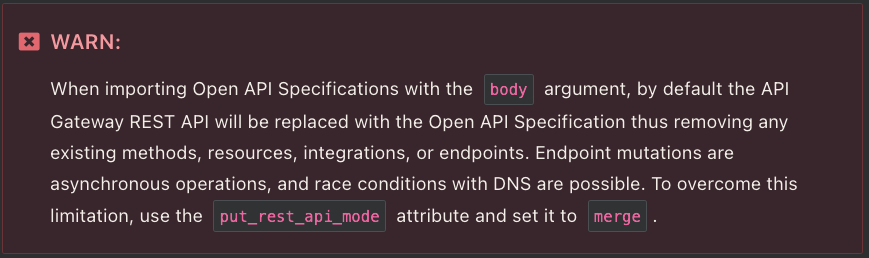 WARN:
When importing Open API Specifications with the body argument, by default the API
Gateway REST API will be replaced with the Open API Specification thus removing any
existing methods, resources, integrations, or endpoints. Endpoint mutations are
asynchronous operations, and race conditions with DNS are possible. To overcome this
limitation, use the put_rest_api_mode attribute and set it to merge .